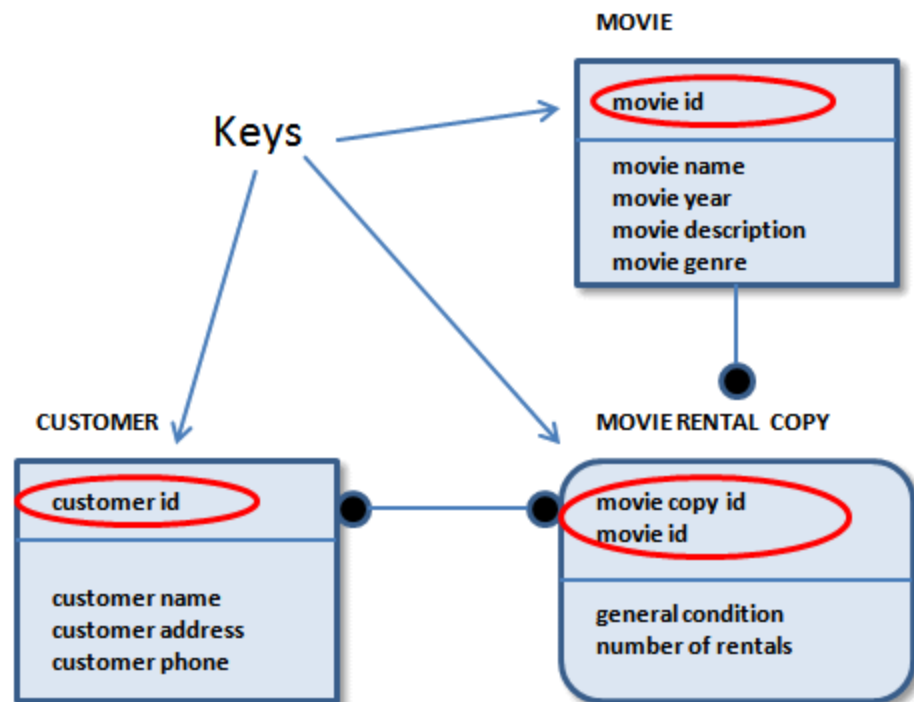 MOVIE
movie id
movie name
movie year
movie description
movie genre
Keys
CUSTOMER
customer id
customer name
customer address
customer phone
MOVIE RENTAL COPY
movie copy id
movie id
general condition
number of rentals